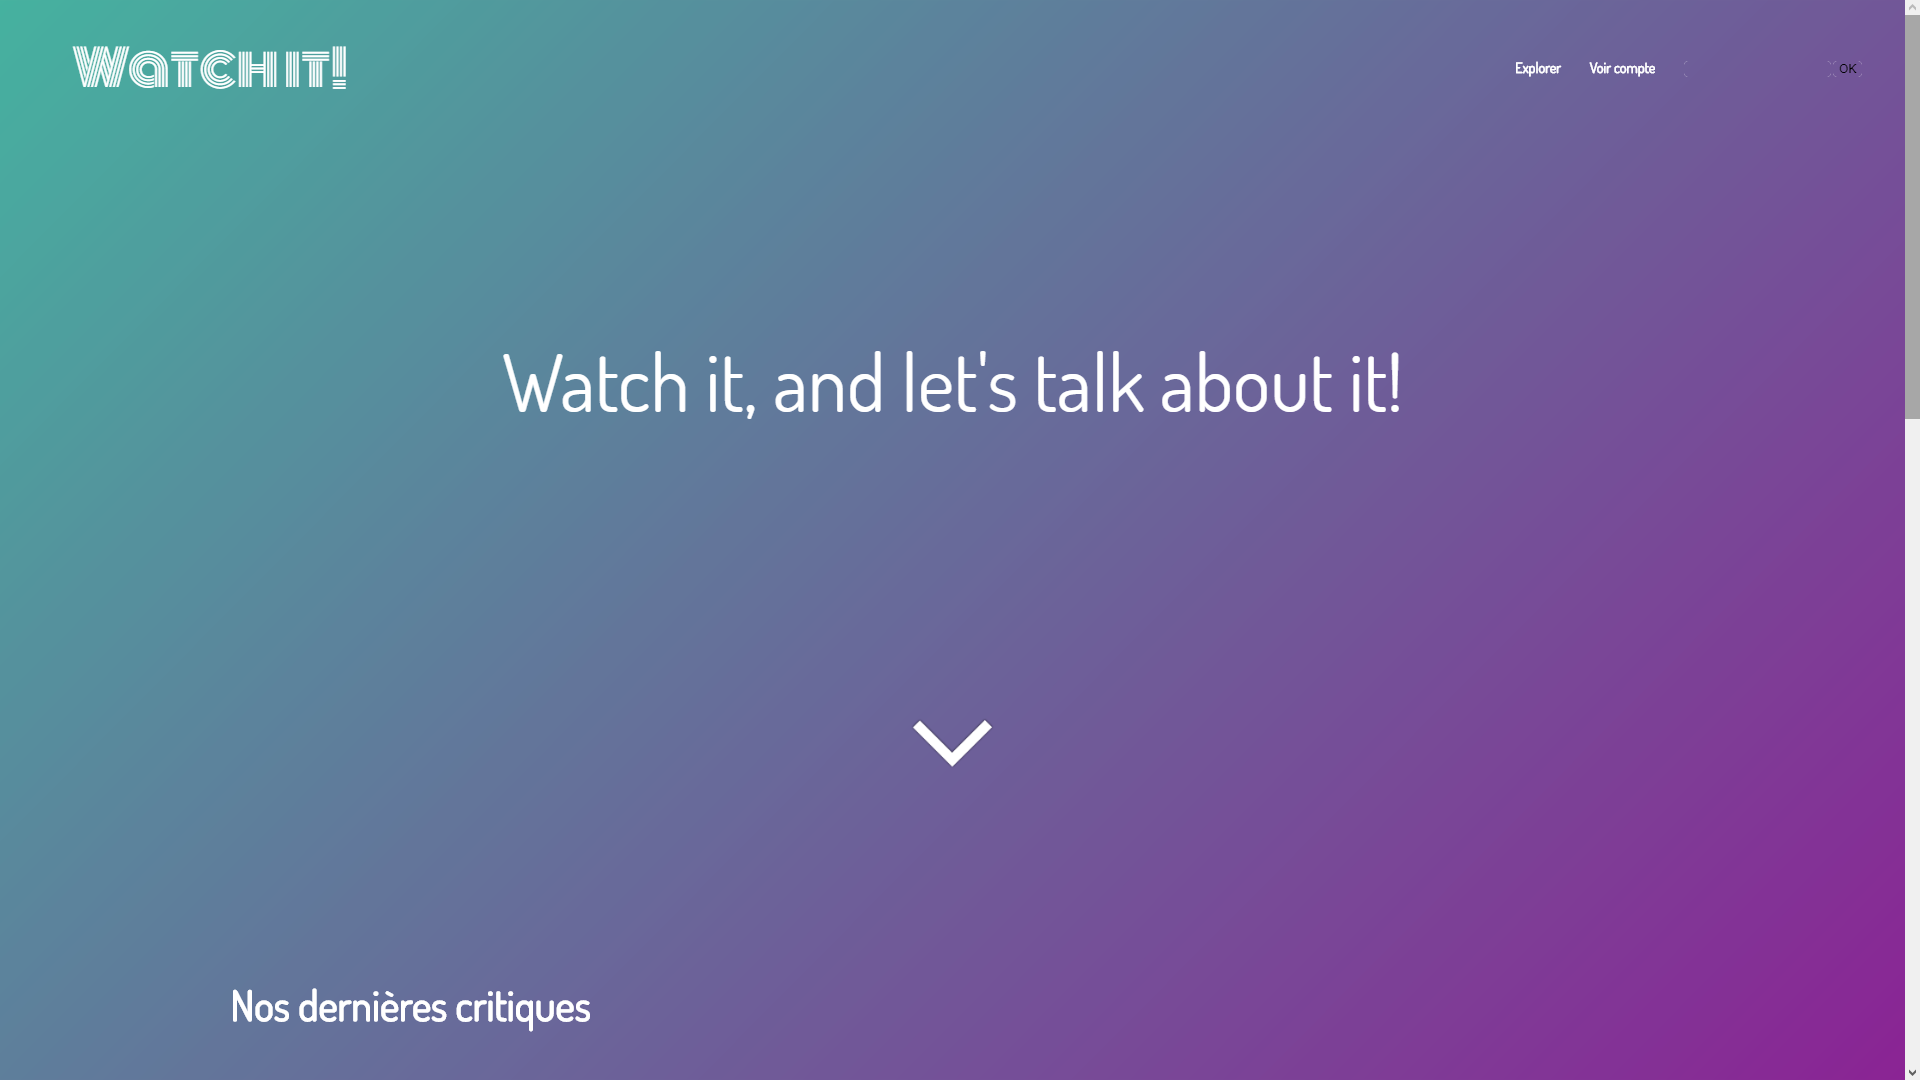 Watch it!
Explorer
Voir compte
OK
Watch it, and let's talk about it!
Nos dernières critiques